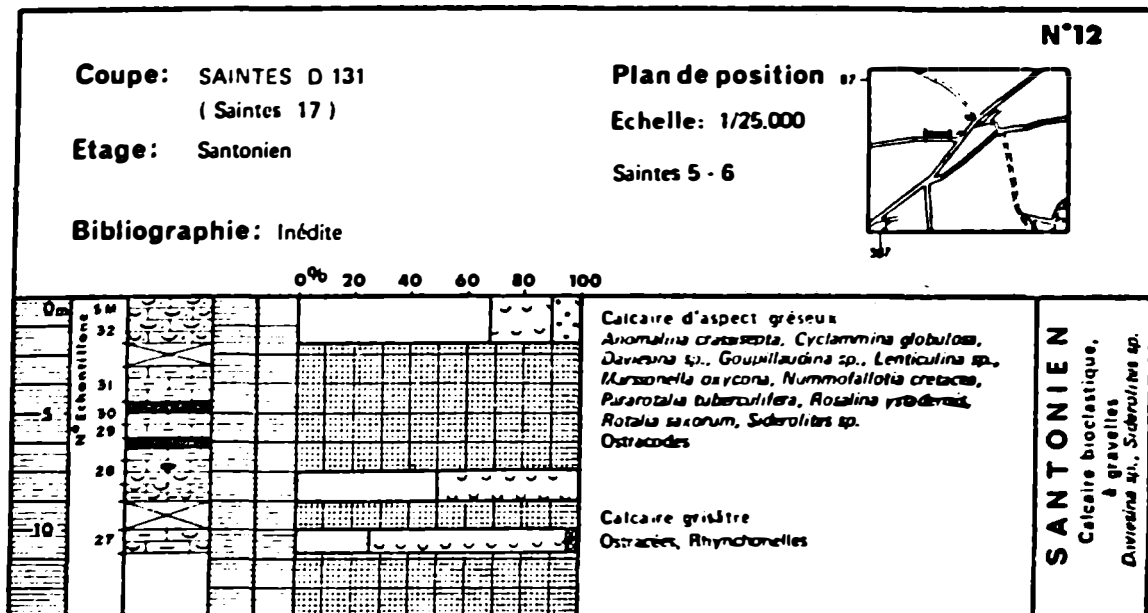 N°12
Coupe: SAINTES D 131
( Saintes 17 )
Etage: Santonien
Bibliographie: Inédite
Plan de position
Echelle: 1/25.000
Saintes 5 - 6
0% 20 40 60 80 100
0m
5
10
N° Echantillons
SM
32
31
30
29
28
27
Calcaire d'aspect gréseux
Anomalina crassisepta, Cyclammina globulosa,
Daviesina sp., Goupillaudina sp., Lenticulina sp.,
Marssonella oxycona, Nummofallotia cretacea,
Pararotalia tuberculifera, Rosalina
Rotalia saxorum, Siderolites sp.
Ostracodes
Calcaire grisâtre
Ostracées, Rhynchonelles
SANTONIEN
Calcaire bioclastique,
à gravelles
Daviesina sp., Siderolites sp.